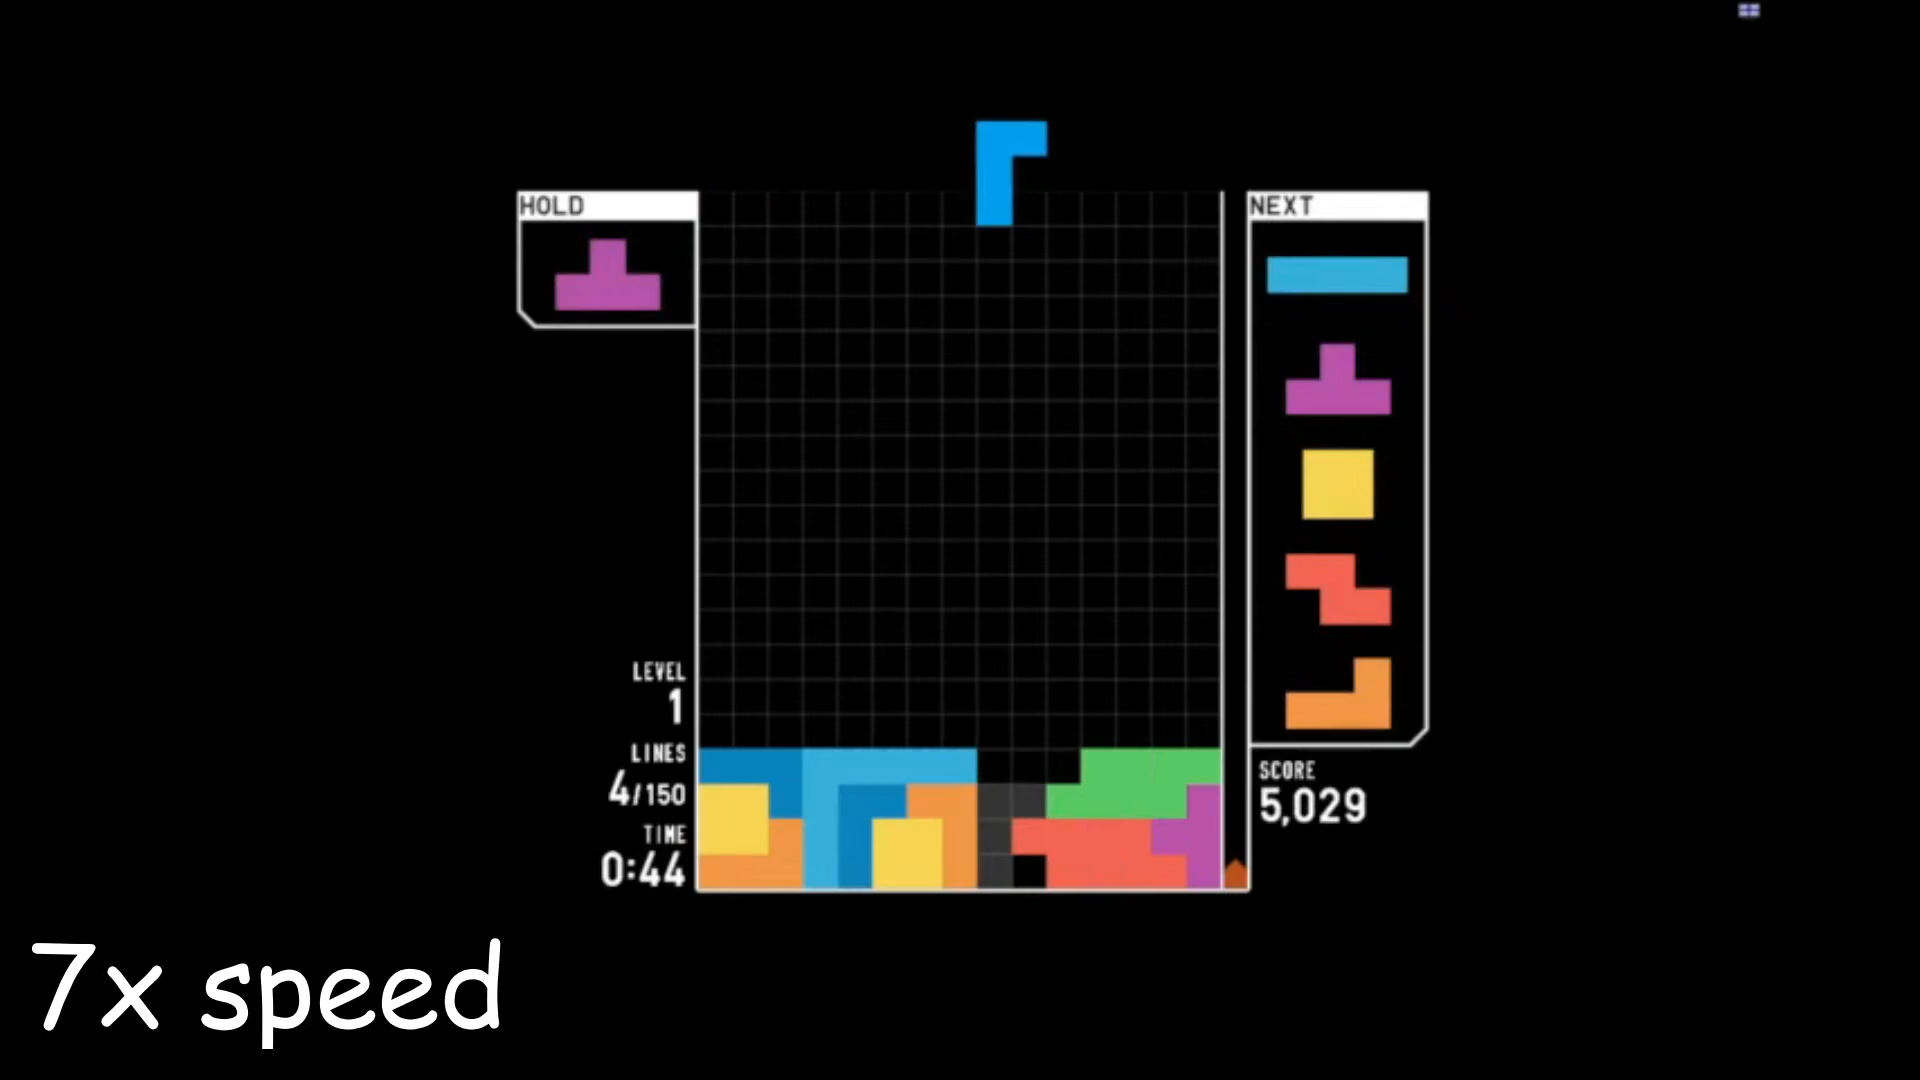 HOLD
NEXT
LEVEL
1
LINES
4/150
TIME
0:44
SCORE
5,029
7x speed